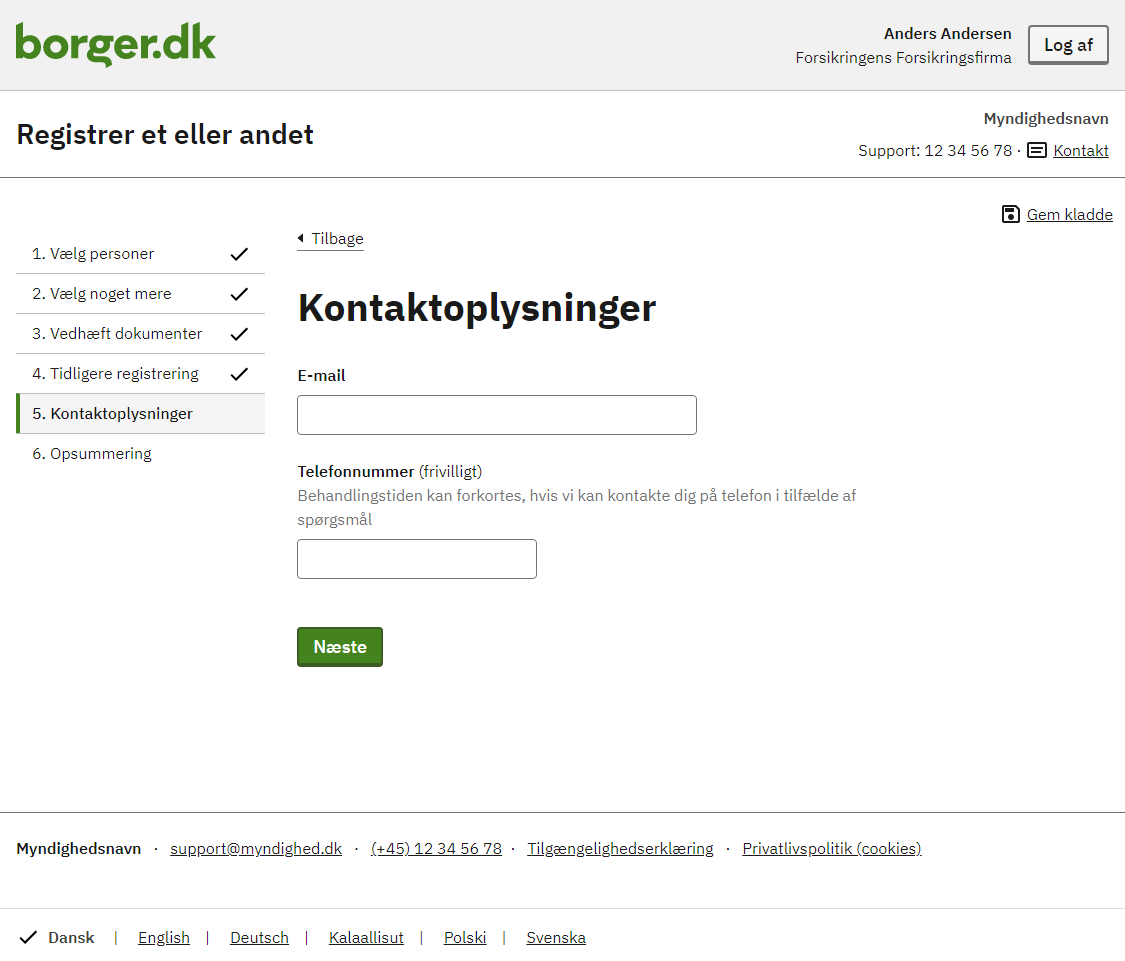 borger.dk
Anders Andersen
Forsikringens Forsikringsfirma
Log af
Registrer et eller andet
Myndighedsnavn
Support: 12 34 56 78 · Kontakt
Gem kladde
Tilbage
1. Vælg personer
2. Vælg noget mere
3. Vedhæft dokumenter
4. Tidligere registrering
5. Kontaktoplysninger
6. Opsummering
Kontaktoplysninger
E-mail
Telefonnummer (frivilligt)
Behandlingstiden kan forkortes, hvis vi kan kontakte dig på telefon i tilfælde af
spørgsmål
Næste
Myndighedsnavn · support@myndighed.dk · (+45) 12 34 56 78 · Tilgængelighedserklæring · Privatlivspolitik (cookies)
Dansk | English | Deutsch | Kalaallisut | Polski | Svenska